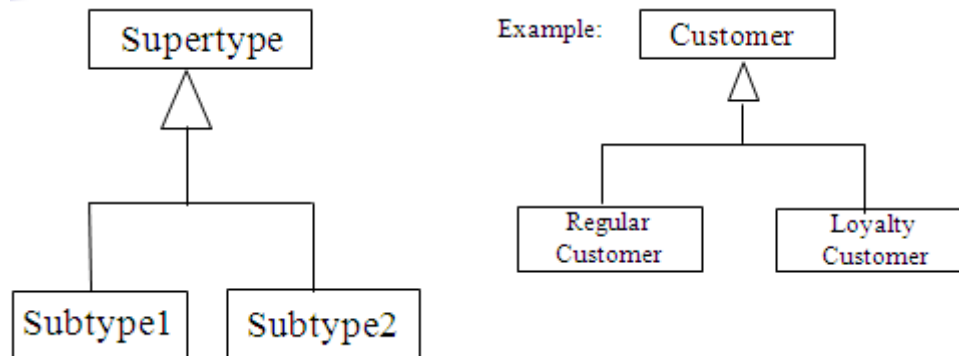 Supertype
Subtype1
Subtype2
Example:
Customer
Regular
Customer
Loyalty
Customer